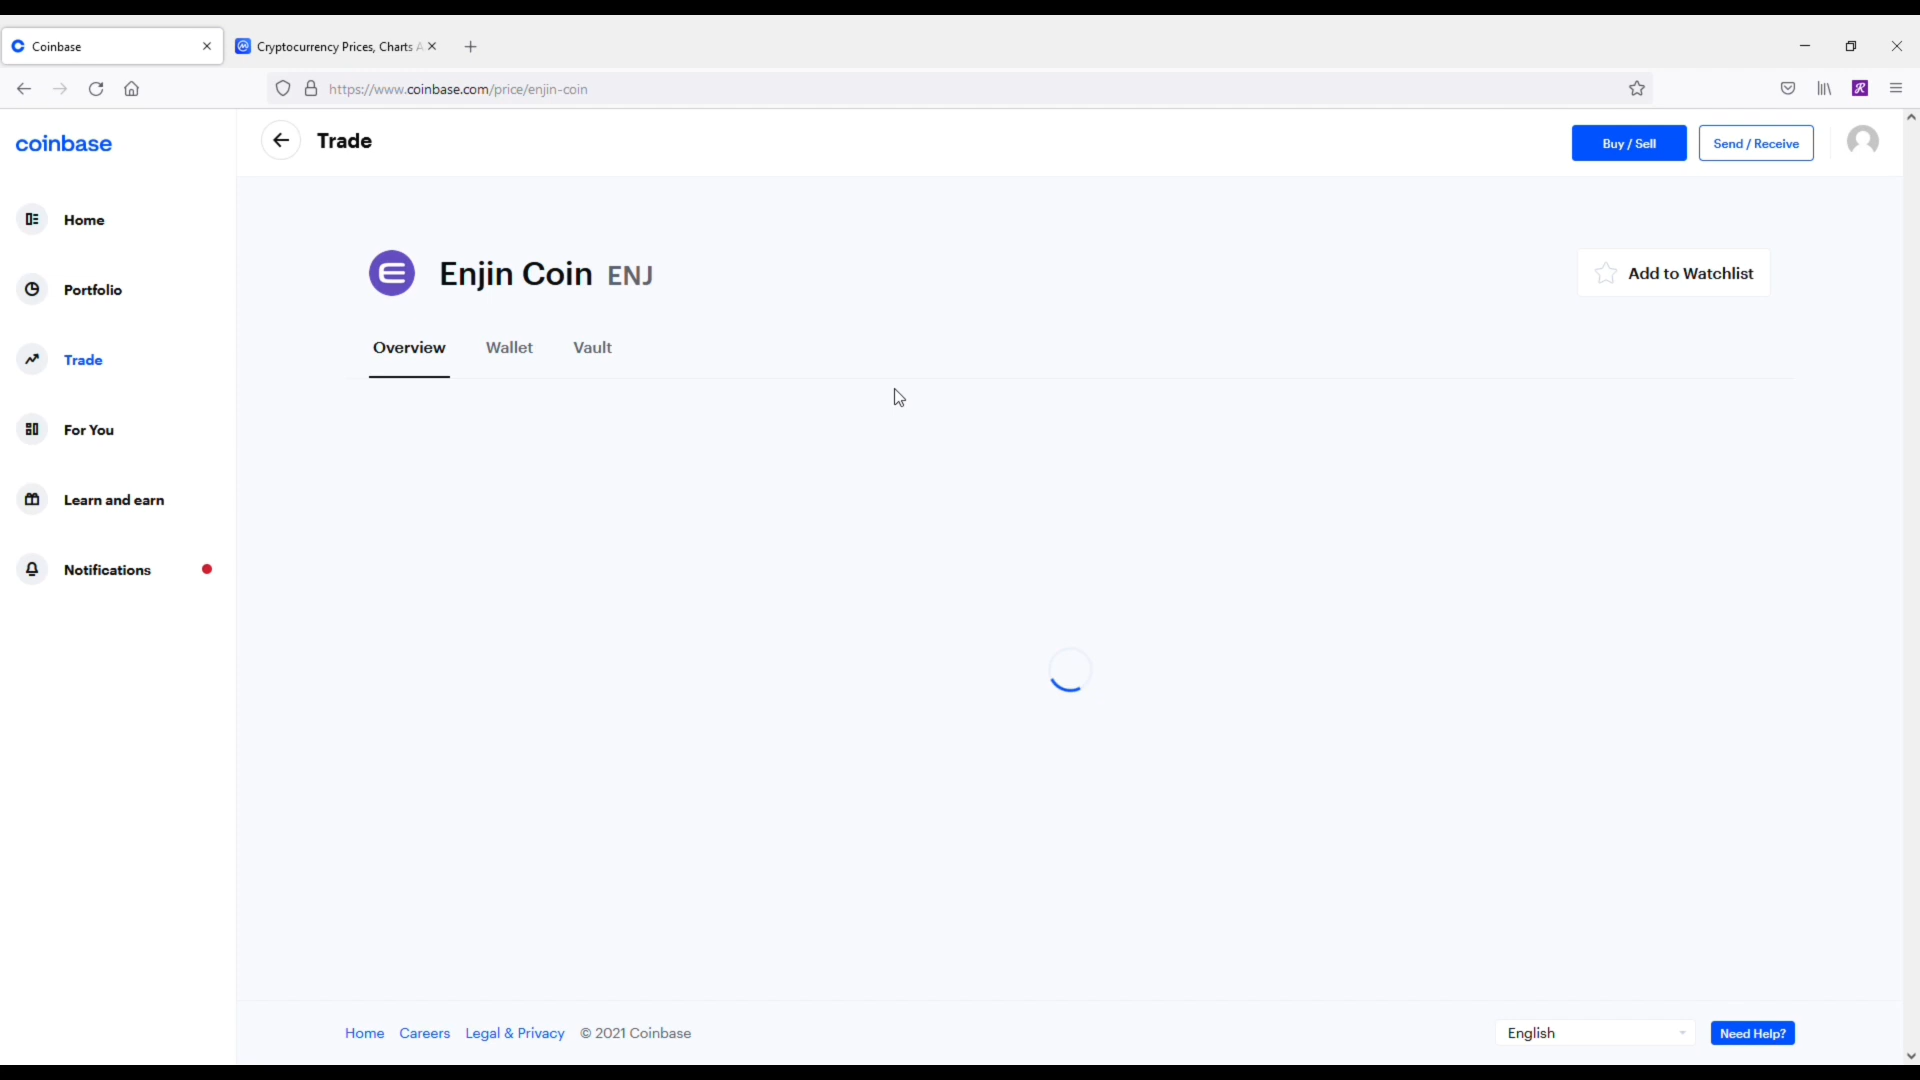 Coinbase
Cryptocurrency Prices, Charts A
https://www.coinbase.com/price/enjin-coin
coinbase
Trade
Buy / Sell
Send / Receive
Home
Portfolio
Trade
For You
Learn and earn
Notifications
Enjin Coin ENJ
Add to Watchlist
Overview Wallet Vault
Home Careers Legal & Privacy © 2021 Coinbase
English
Need Help?